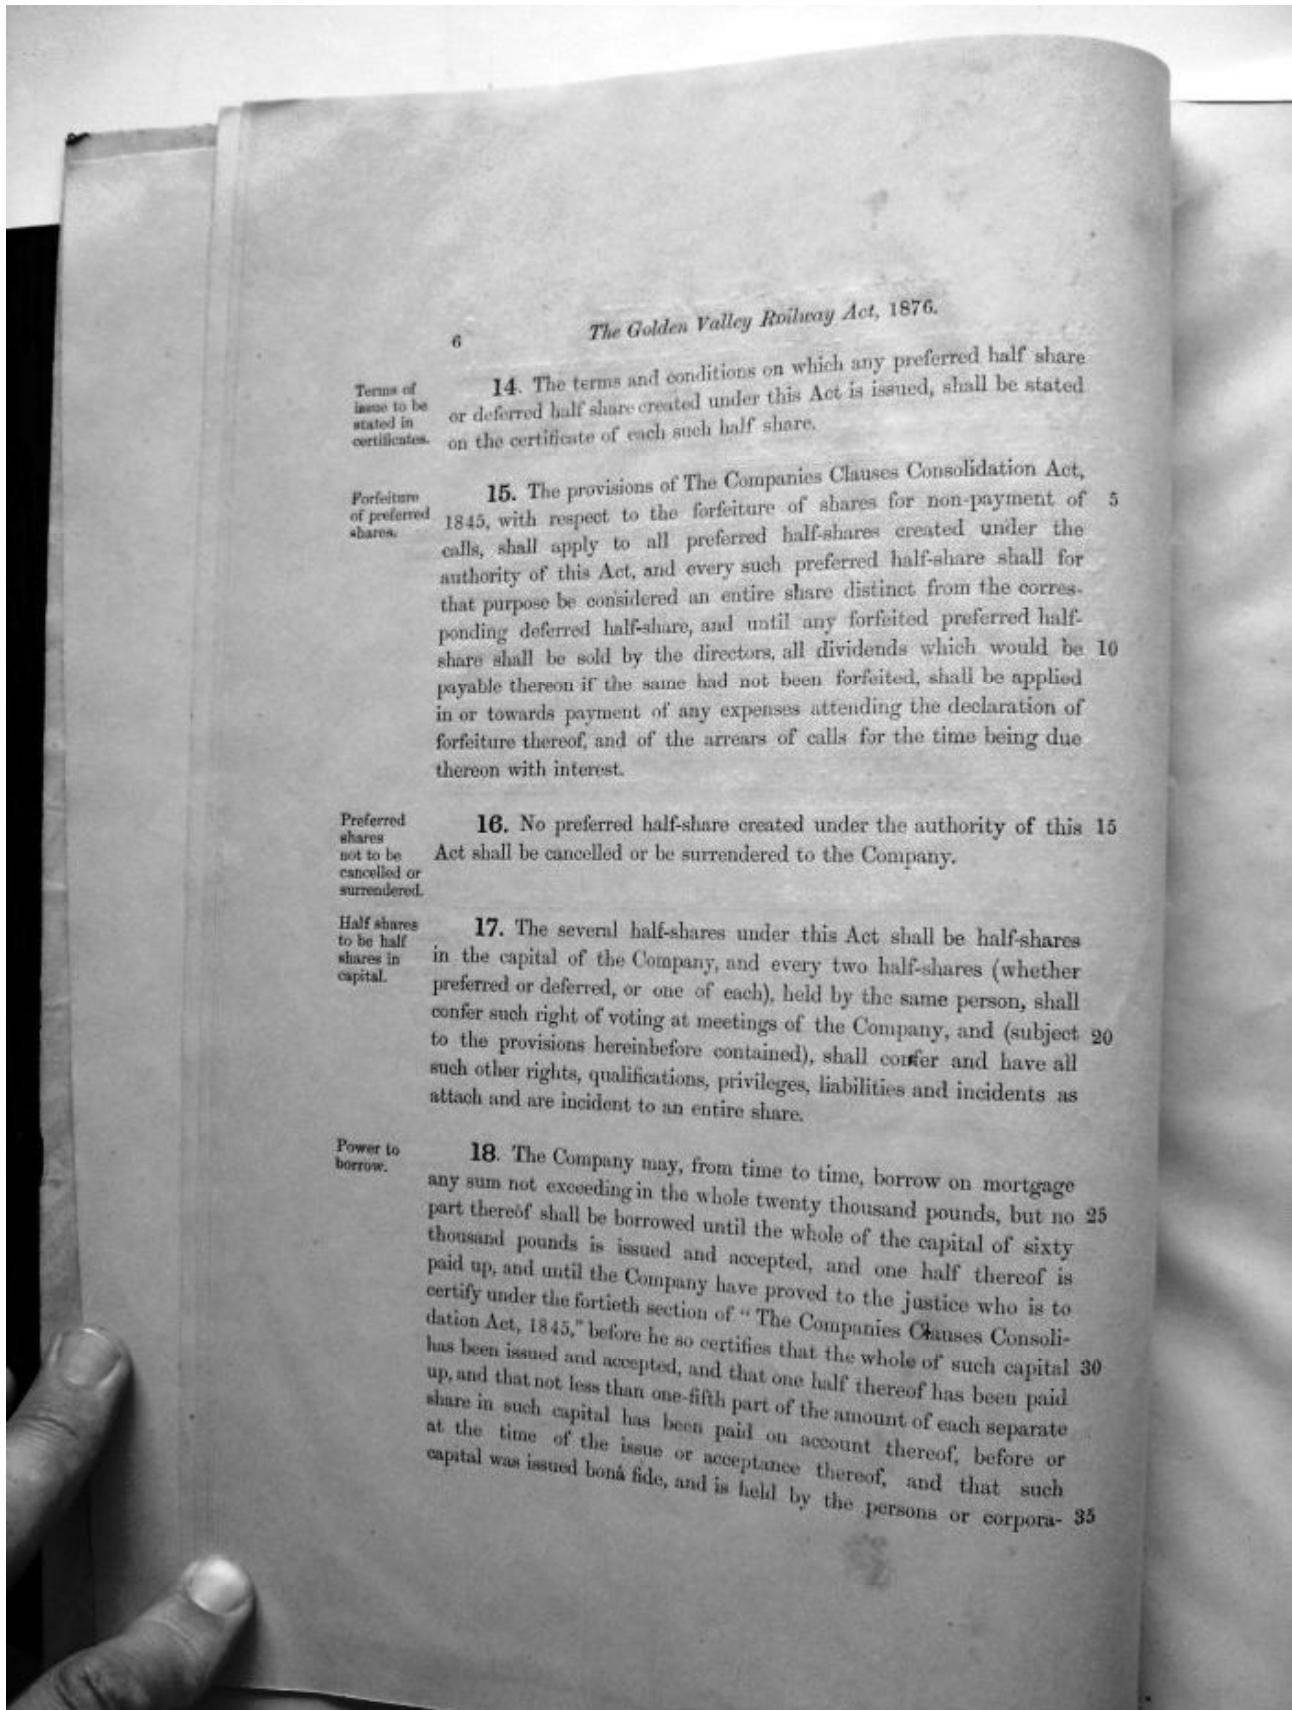 6
The Golden Valley Railway Act, 1876.
Terms of
issue to be
stated in
certificates.
14. The terms and conditions on which any preferred half share
or deferred half share created under this Act is issued, shall be stated
on the certificate of each such half share.
Forfeiture
of preferred
shares.
15. The provisions of The Companies Clauses Consolidation Act,
1845, with respect to the forfeiture of shares for non-payment of 5
calls, shall apply to all preferred half-shares created under the
authority of this Act, and every such preferred half-share shall for
that purpose be considered an entire share distinct from the corres-
ponding deferred half-share, and until any forfeited preferred half-
share shall be sold by the directors, all dividends which would be 10
payable thereon if the same had not been forfeited, shall be applied
in or towards payment of any expenses attending the declaration of
forfeiture thereof, and of the arrears of calls for the time being due
thereon with interest.
Preferred
shares
not to be
cancelled or
surrendered.
16. No preferred half-share created under the authority of this 15
Act shall be cancelled or be surrendered to the Company.
Half shares
to be half
shares in
capital.
17. The several half-shares under this Act shall be half-shares
in the capital of the Company, and every two half-shares (whether
preferred or deferred, or one of each), held by the same person, shall
confer such right of voting at meetings of the Company, and (subject 20
to the provisions hereinbefore contained), shall confer and have all
such other rights, qualifications, privileges, liabilities and incidents as
attach and are incident to an entire share.
Power to
borrow.
18. The Company may, from time to time, borrow on mortgage
any sum not exceeding in the whole twenty thousand pounds, but no 25
part thereof shall be borrowed until the whole of the capital of sixty
thousand pounds is issued and accepted, and one half thereof is
paid up, and until the Company have proved to the justice who is to
certify under the fortieth section of "The Companies Clauses Consoli-
dation Act, 1845," before he so certifies that the whole of such capital 30
has been issued and accepted, and that one half thereof has been paid
up, and that not less than one-fifth part of the amount of each separate
share in such capital has been paid on account thereof, before or
at the time of the issue or acceptance thereof, and that such
capital was issued bonâ fide, and is held by the persons or corpora- 35